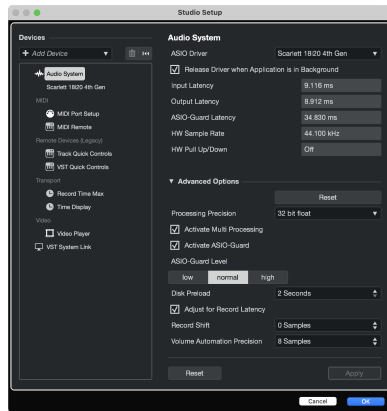 Studio Setup
Devices
+ Add Device
Audio System
Scarlett 18i20 4th Gen
MIDI
MIDI Port Setup
MIDI Remote
Remote Devices (Legacy)
Track Quick Controls
VST Quick Controls
Transport
Record Time Max
Time Display
Video
Video Player
VST System Link
Audio System
ASIO Driver Scarlett 18i20 4th Gen
Release Driver when Application is in Background
Input Latency 9.116 ms
Output Latency 8.912 ms
ASIO-Guard Latency 34.830 ms
HW Sample Rate 44.100 kHz
HW Pull Up/Down Off
Advanced Options
Reset
Processing Precision 32 bit float
Activate Multi Processing
Activate ASIO-Guard
ASIO-Guard Level
low normal high
Disk Preload 2 Seconds
Adjust for Record Latency
Record Shift 0 Samples
Volume Automation Precision 8 Samples
Reset Apply
Cancel OK